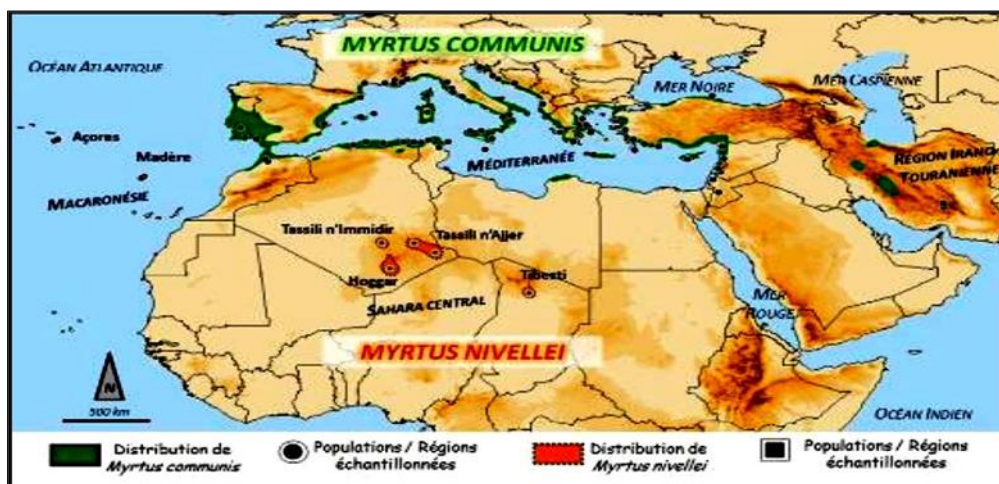 MYRTUS COMMUNIS
OCÉAN ATLANTIQUE
MER CASPIENNE
MER NOIRE
Açores
Madère
MACARONÉSIE
MÉDITERRANÉE
RÉGION IRANO
TOURANIENNE
Tassili n'Immidir
Tassili n'Ajjer
Hoggar
Tibesti
SAHARA CENTRAL
MER
ROUGE
MYRTUS NIVELLEI
N
500 km
OCÉAN INDIEN
Distribution de
Myrtus communis
Populations / Régions
échantillonnées
Distribution de
Myrtus nivellei
Populations / Régions
échantillonnées